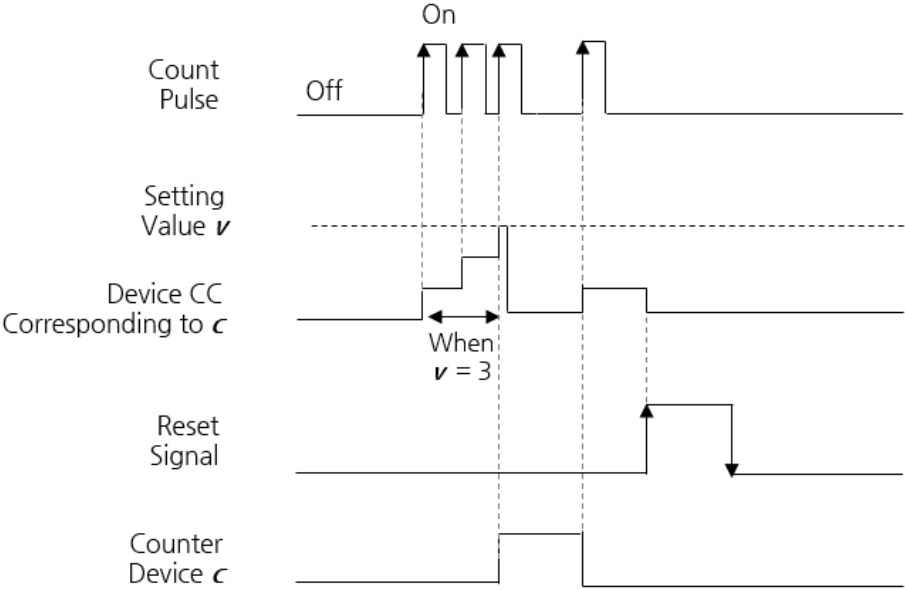 On
Count
Pulse
Off
Setting
Value v
Device CC
Corresponding to c
When
v = 3
Reset
Signal
Counter
Device c